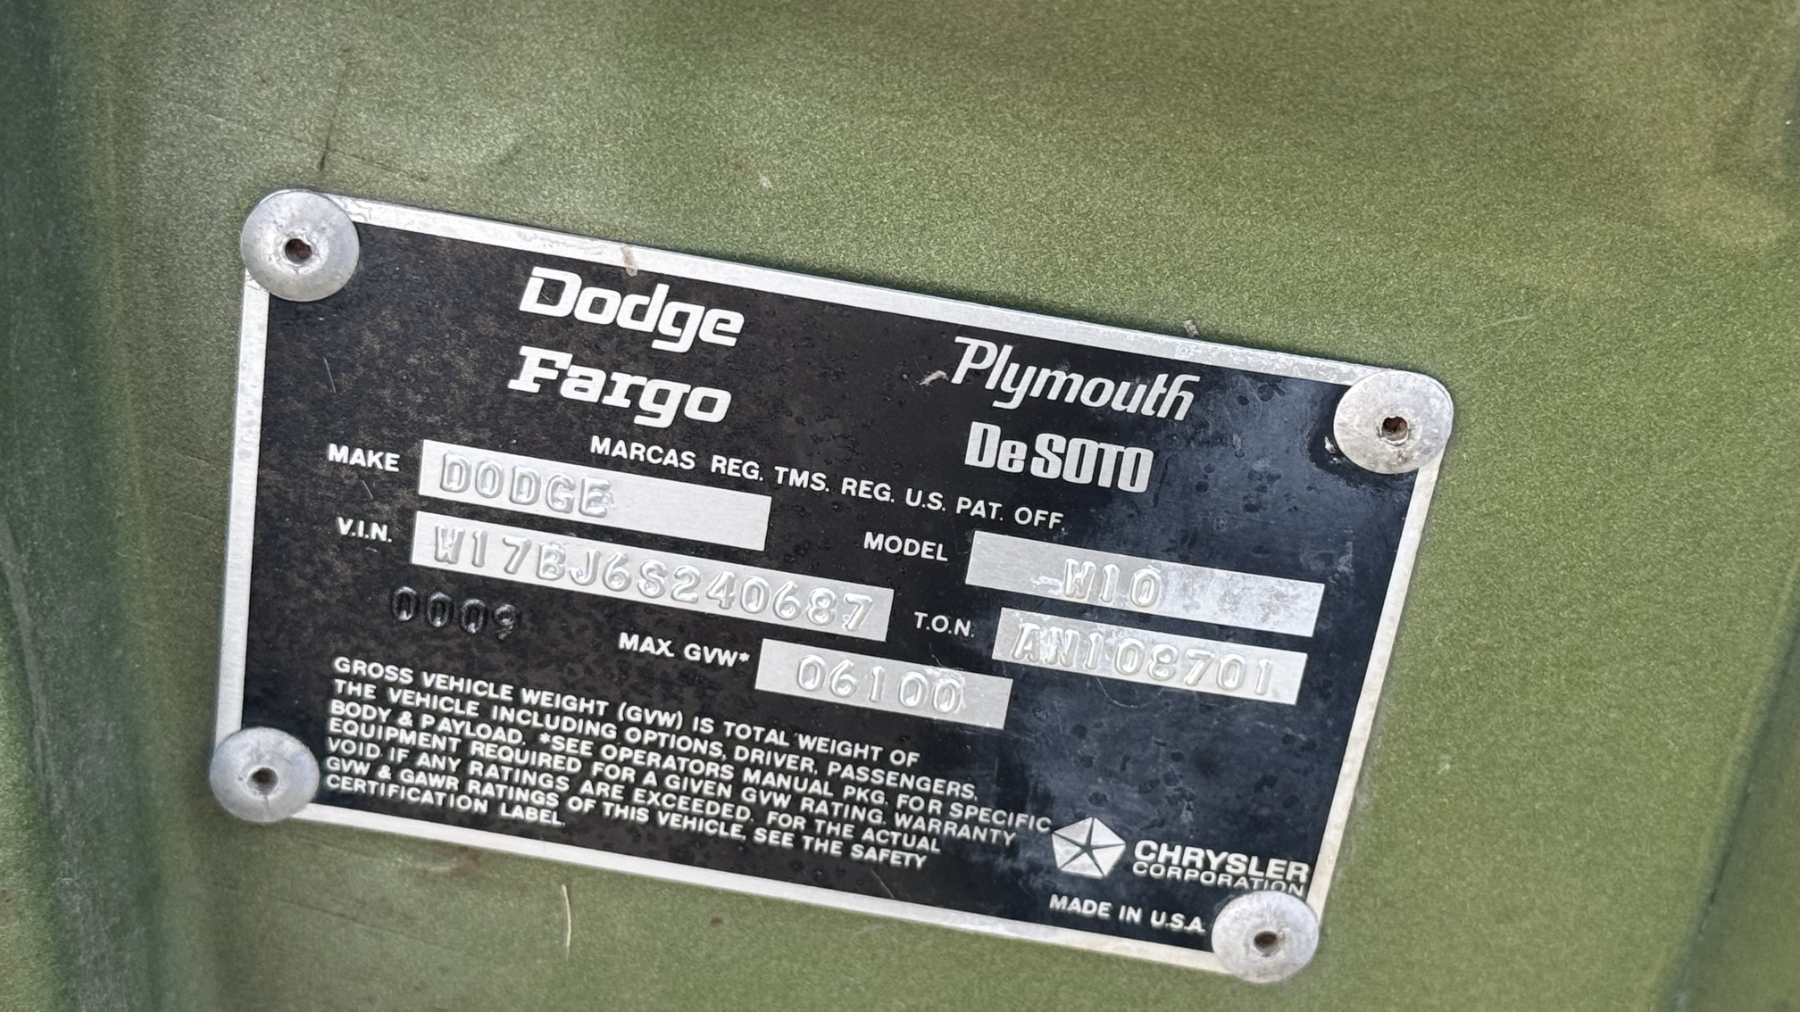 Dodge
Fargo
Plymouth
DeSOTO
MARCAS REG. TMS. REG. U.S. PAT. OFF.
MAKE DODGE
MODEL W10
V.I.N. W17BJ6S240687
T.O.N. AN108701
0009
MAX. GVW* 06100
GROSS VEHICLE WEIGHT (GVW) IS TOTAL WEIGHT OF
THE VEHICLE INCLUDING OPTIONS, DRIVER, PASSENGERS,
BODY & PAYLOAD. *SEE OPERATORS MANUAL PKG. FOR SPECIFIC
EQUIPMENT REQUIRED FOR A GIVEN GVW RATING. WARRANTY
VOID IF ANY RATINGS ARE EXCEEDED. FOR THE ACTUAL
GVW & GAWR RATINGS OF THIS VEHICLE, SEE THE SAFETY
CERTIFICATION LABEL.
CHRYSLER
CORPORATION
MADE IN U.S.A.